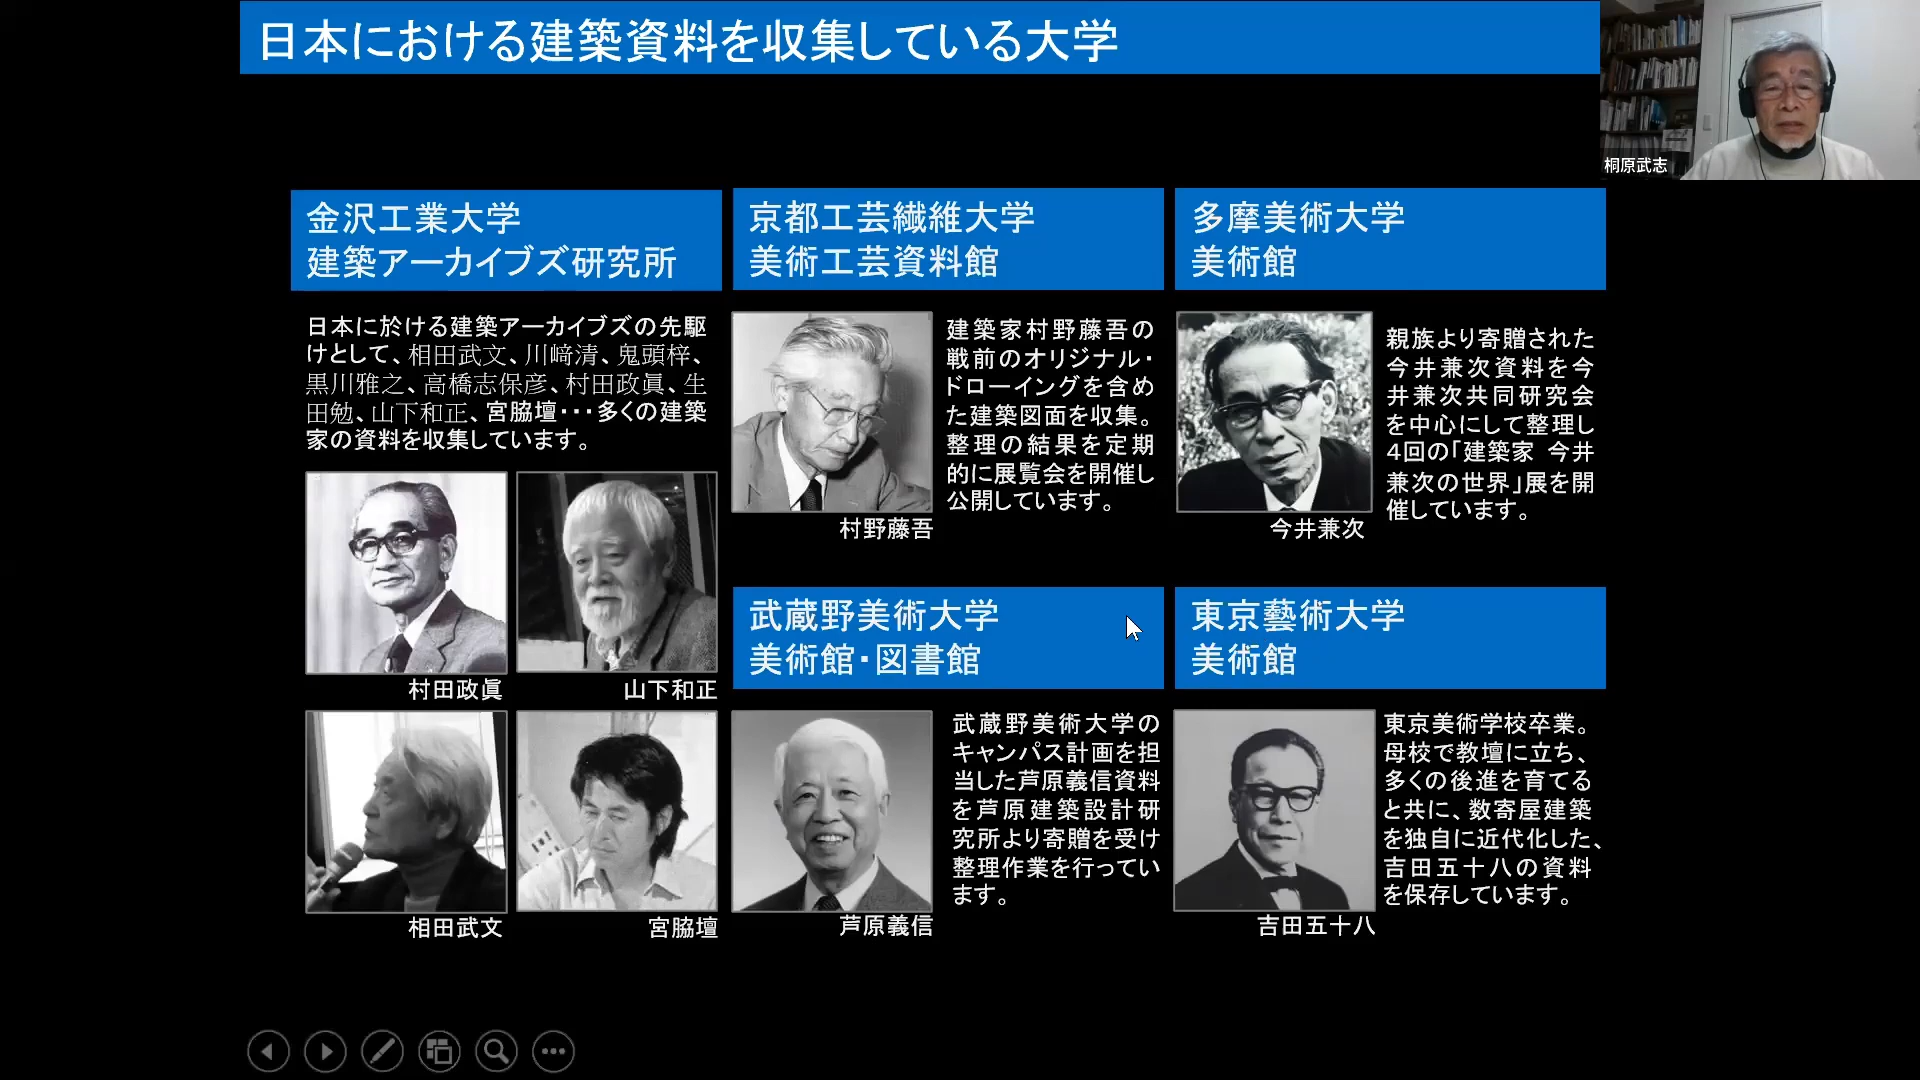 日本における建築資料を収集している大学
桐原武志
金沢工業大学
建築アーカイブズ研究所
日本に於ける建築アーカイブズの先駆
けとして、相田武文、川﨑清、鬼頭梓、
黒川雅之、高橋志保彦、村田政眞、生
田勉、山下和正、宮脇壇・・・多くの建築
家の資料を収集しています。
村田政眞
山下和正
相田武文
宮脇壇
京都工芸繊維大学
美術工芸資料館
建築家村野藤吾の
戦前のオリジナル・
ドローイングを含め
た建築図面を収集。
整理の結果を定期
的に展覧会を開催し
公開しています。
村野藤吾
多摩美術大学
美術館
親族より寄贈された
今井兼次資料を今
井兼次共同研究会
を中心にして整理し
4回の「建築家 今井
兼次の世界」展を開
催しています。
今井兼次
武蔵野美術大学
美術館・図書館
武蔵野美術大学の
キャンパス計画を担
当した芦原義信資料
を芦原建築設計研
究所より寄贈を受け
整理作業を行ってい
ます。
芦原義信
東京藝術大学
美術館
東京美術学校卒業。
母校で教壇に立ち、
多くの後進を育てる
と共に、数寄屋建築
を独自に近代化した、
吉田五十八の資料
を保存しています。
吉田五十八